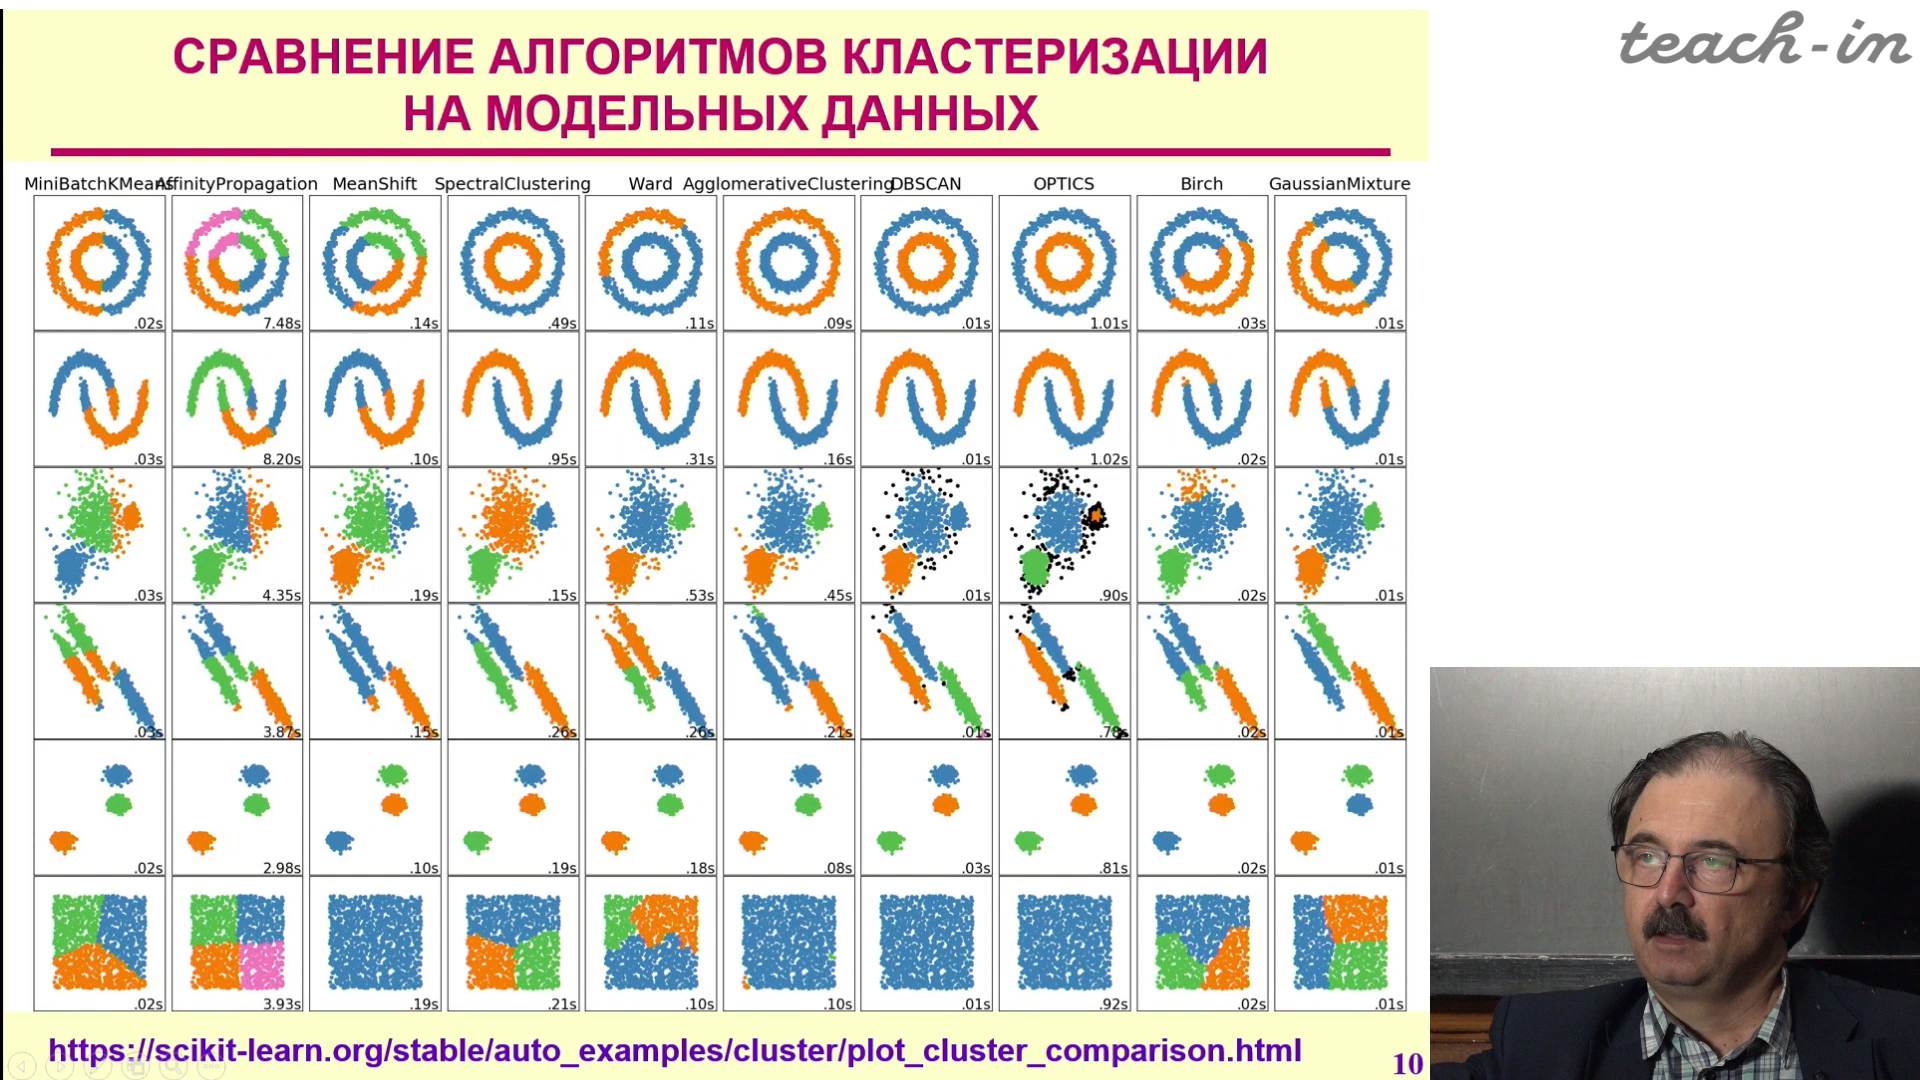 СРАВНЕНИЕ АЛГОРИТМОВ КЛАСТЕРИЗАЦИИ
НА МОДЕЛЬНЫХ ДАННЫХ
teach-in
MiniBatchKMeans AffinityPropagation MeanShift SpectralClustering Ward AgglomerativeClustering DBSCAN OPTICS Birch GaussianMixture
.02s 7.48s .14s .49s .11s .09s .01s 1.01s .03s .01s
.03s 8.20s .10s .95s .31s .16s .01s 1.02s .02s .01s
.03s 4.35s .19s .15s .53s .45s .01s .90s .02s .01s
.03s 3.87s .15s .26s .26s .21s .01s .78s .02s .01s
.02s 2.98s .10s .19s .18s .08s .03s .81s .02s .01s
.02s 3.93s .19s .21s .10s .10s .01s .92s .02s .01s
https://scikit-learn.org/stable/auto_examples/cluster/plot_cluster_comparison.html
10